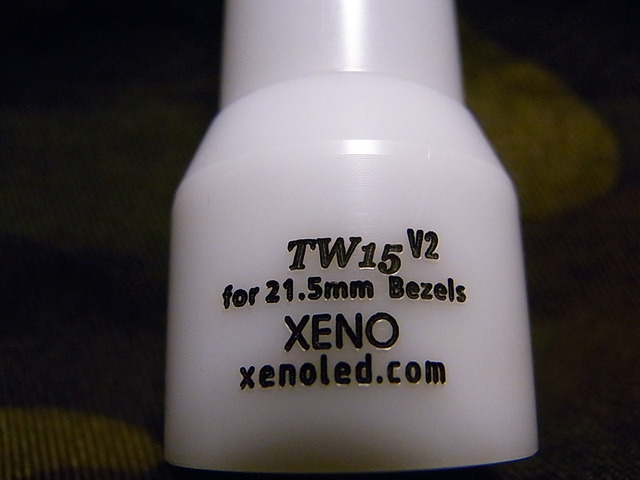 TW15 V2
for 21.5mm Bezels
XENO
xenoled.com